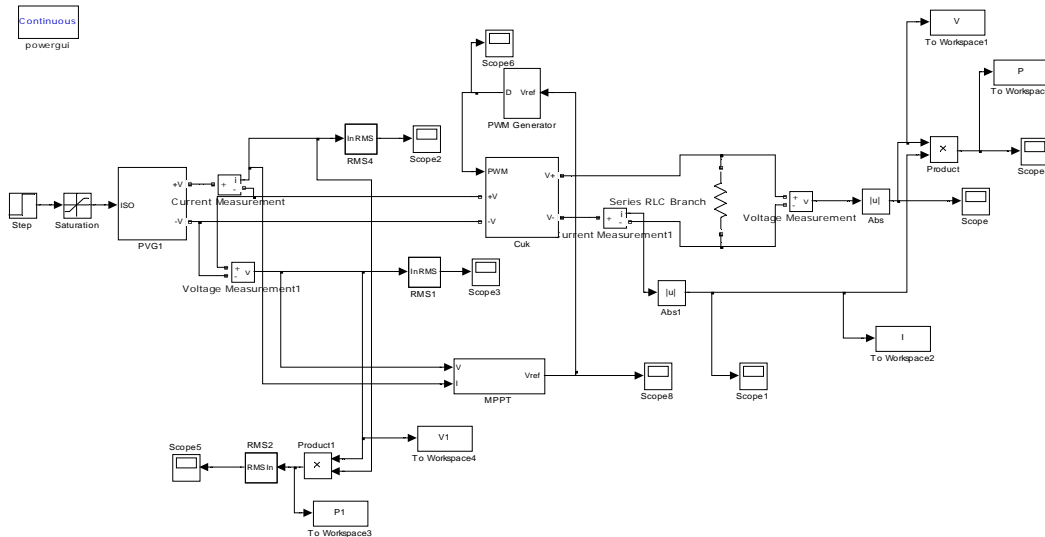 Continuous
powergui
V
To Workspace1
P
To Workspace
Scope6
D Vref
PWM Generator
InRMS
RMS4
Scope2
×
Product
Scope
PWM
+V
-V
V+
V-
Cuk
+V
-V
ISO
PVG1
Step
Saturation
+ i
-
Current Measurement
Series RLC Branch
+ i
-
Current Measurement1
+ v
-
Voltage Measurement
|u|
Abs
Scope
+ v
-
Voltage Measurement1
InRMS
RMS1
Scope3
|u|
Abs1
I
To Workspace2
V
I
Vref
MPPT
Scope8
Scope1
V1
To Workspace4
Scope5
RMS2
RMSIn
Product1
×
P1
To Workspace3